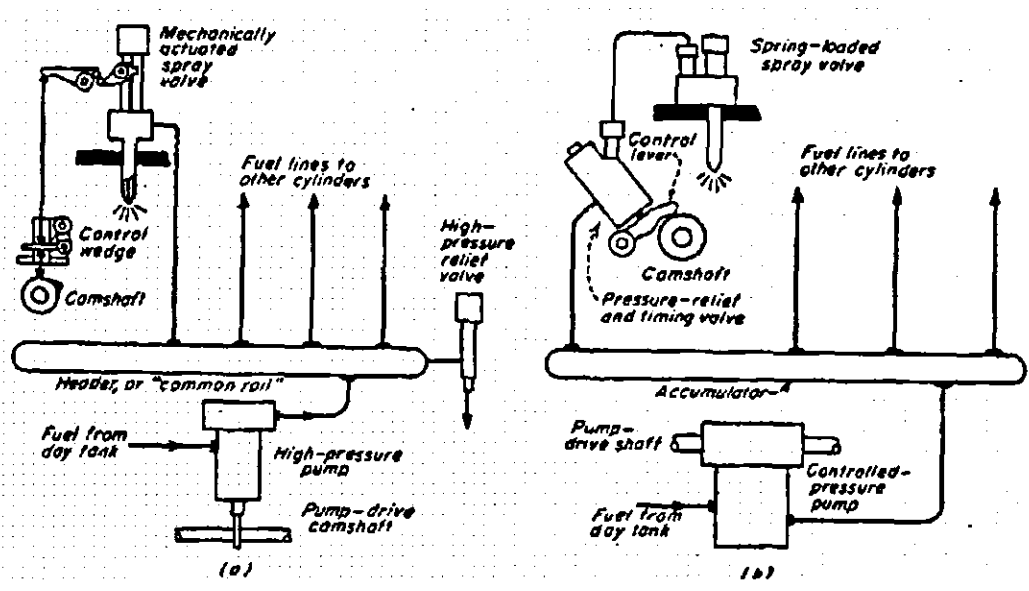 Mechanically
actuated
spray
valve
Fuel lines to
other cylinders
Control
wedge
Camshaft
High-
pressure
relief
valve
Header, or "common rail"
Fuel from
day tank
High-pressure
pump
Pump-drive
camshaft
(a)
Spring-loaded
spray valve
Control
lever
Fuel lines to
other cylinders
Camshaft
Pressure-relief
and timing valve
Accumulator
Pump-
drive shaft
Controlled-
pressure
pump
Fuel from
day tank
(b)